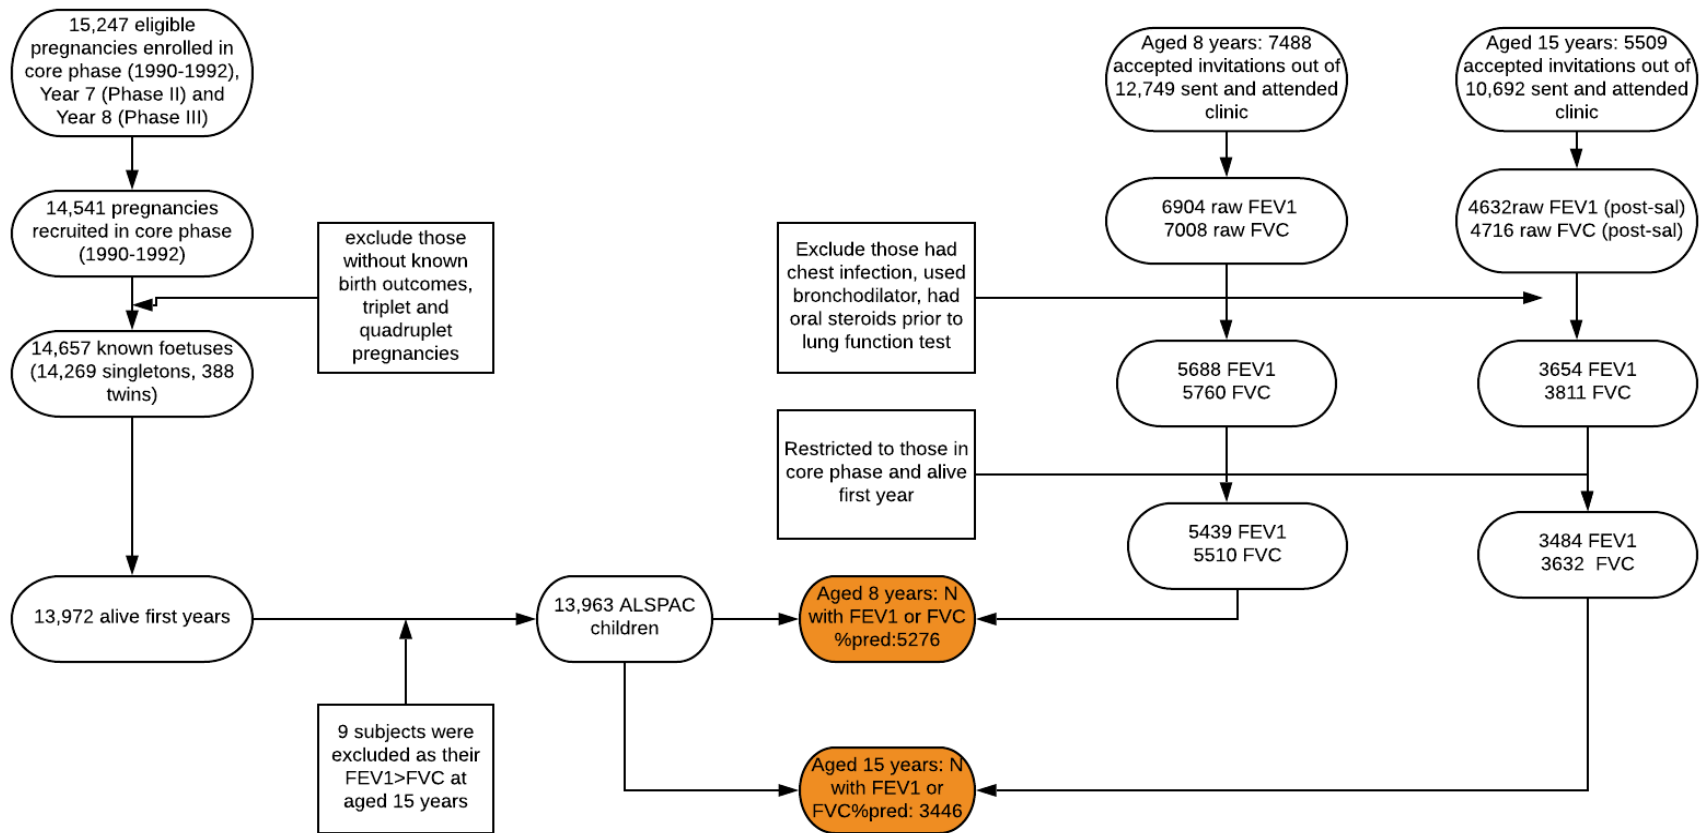 15,247 eligible
pregnancies enrolled in
core phase (1990-1992),
Year 7 (Phase II) and
Year 8 (Phase III)
14,541 pregnancies
recruited in core phase
(1990-1992)
exclude those
without known
birth outcomes,
triplet and
quadruplet
pregnancies
14,657 known foetuses
(14,269 singletons, 388
twins)
13,972 alive first years
9 subjects were
excluded as their
FEV1>FVC at
aged 15 years
13,963 ALSPAC
children
Aged 8 years: 7488
accepted invitations out of
12,749 sent and attended
clinic
Aged 15 years: 5509
accepted invitations out of
10,692 sent and attended
clinic
6904 raw FEV1
7008 raw FVC
4632raw FEV1 (post-sal)
4716 raw FVC (post-sal)
Exclude those had
chest infection, used
bronchodilator, had
oral steroids prior to
lung function test
5688 FEV1
5760 FVC
3654 FEV1
3811 FVC
Restricted to those in
core phase and alive
first year
5439 FEV1
5510 FVC
3484 FEV1
3632  FVC
Aged 8 years: N
with FEV1 or FVC
%pred:5276
Aged 15 years: N
with FEV1 or
FVC%pred: 3446